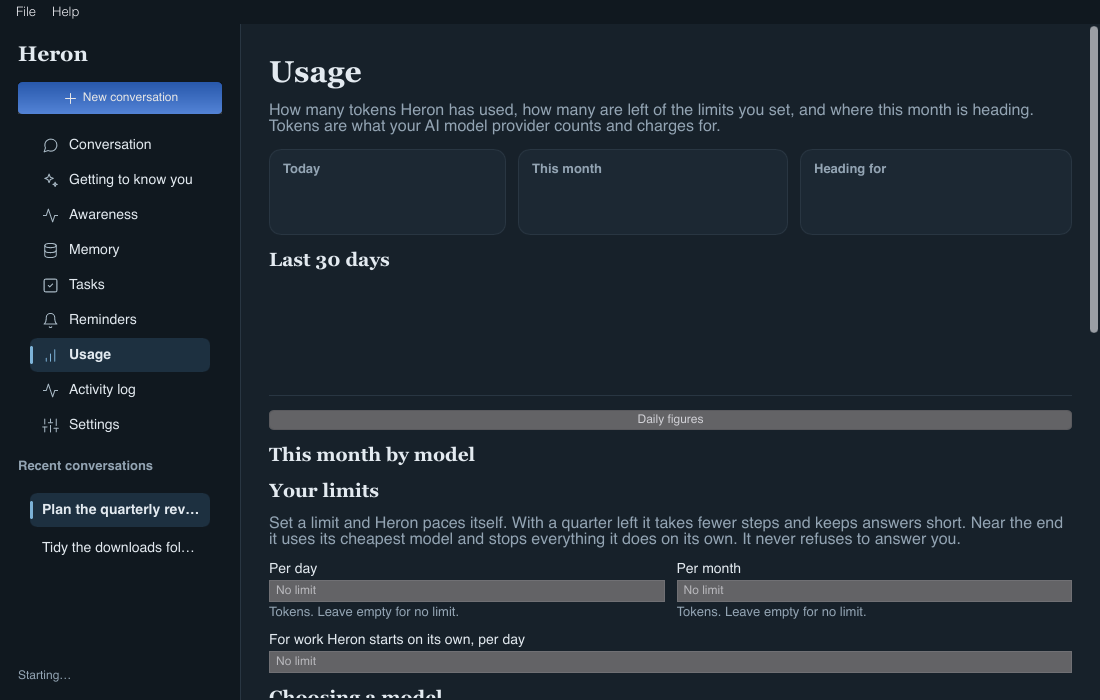 File Help
Heron
New conversation
Conversation
Getting to know you
Awareness
Memory
Tasks
Reminders
Usage
Activity log
Settings
Recent conversations
Plan the quarterly rev…
Tidy the downloads fol…
Starting…
Usage
How many tokens Heron has used, how many are left of the limits you set, and where this month is heading.
Tokens are what your AI model provider counts and charges for.
Today
This month
Heading for
Last 30 days
Daily figures
This month by model
Your limits
Set a limit and Heron paces itself. With a quarter left it takes fewer steps and keeps answers short. Near the end
it uses its cheapest model and stops everything it does on its own. It never refuses to answer you.
Per day
No limit
Tokens. Leave empty for no limit.
Per month
No limit
Tokens. Leave empty for no limit.
For work Heron starts on its own, per day
No limit
Choosing a model